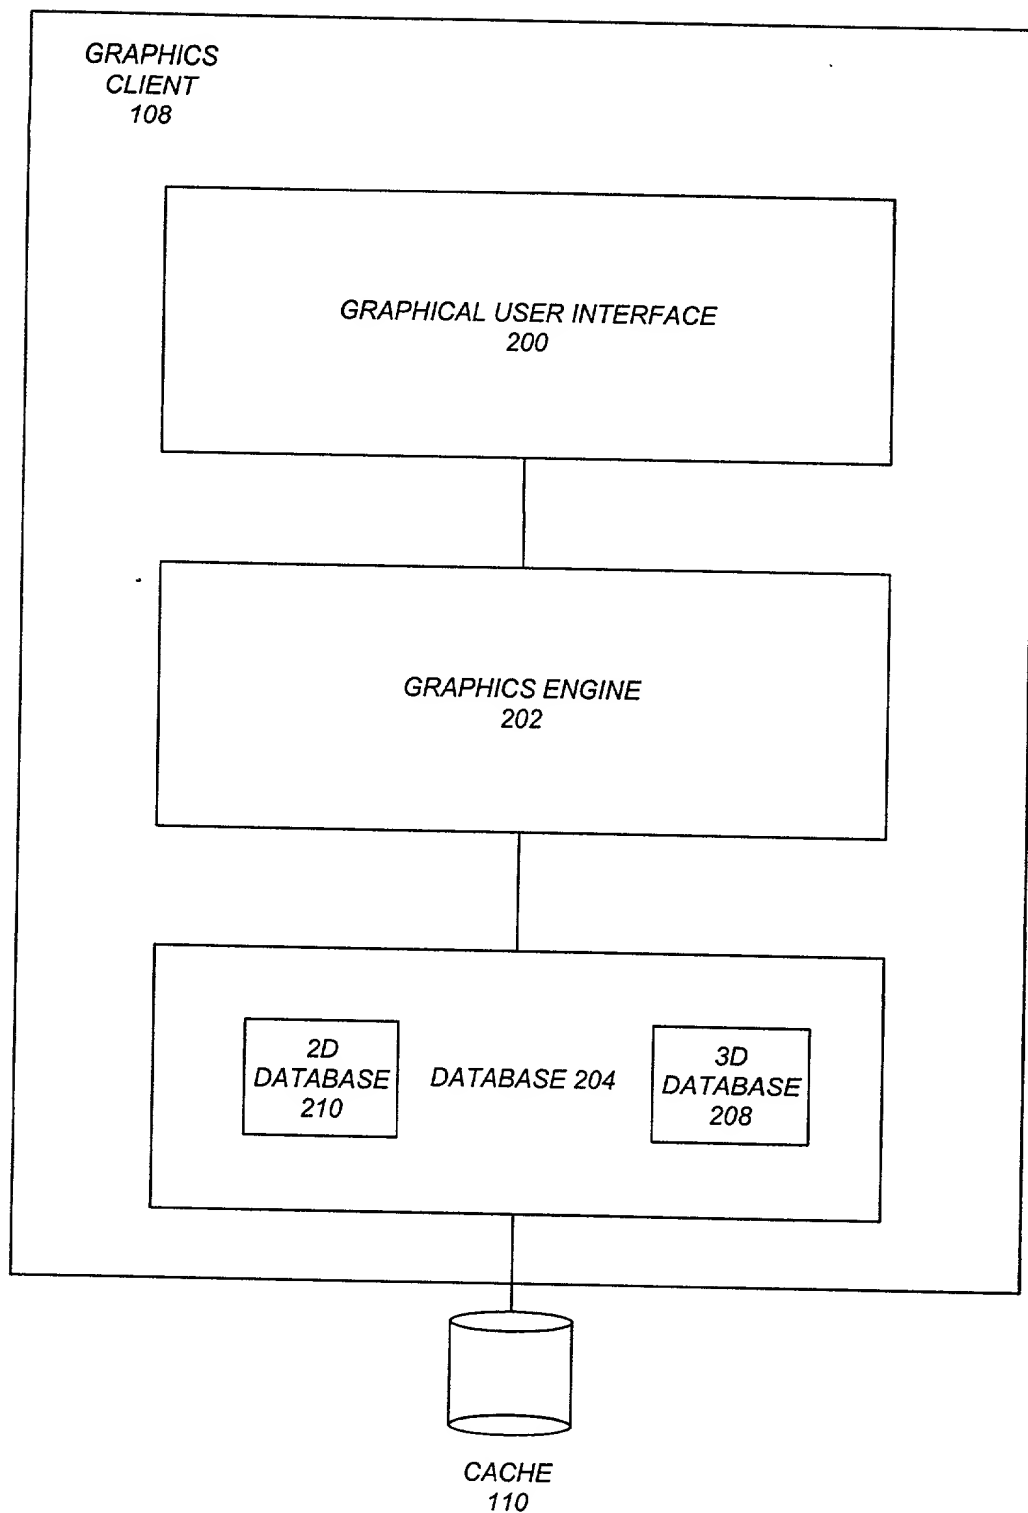 GRAPHICS
CLIENT
108
GRAPHICAL USER INTERFACE
200
GRAPHICS ENGINE
202
2D
DATABASE
210
DATABASE 204
3D
DATABASE
208
CACHE
110